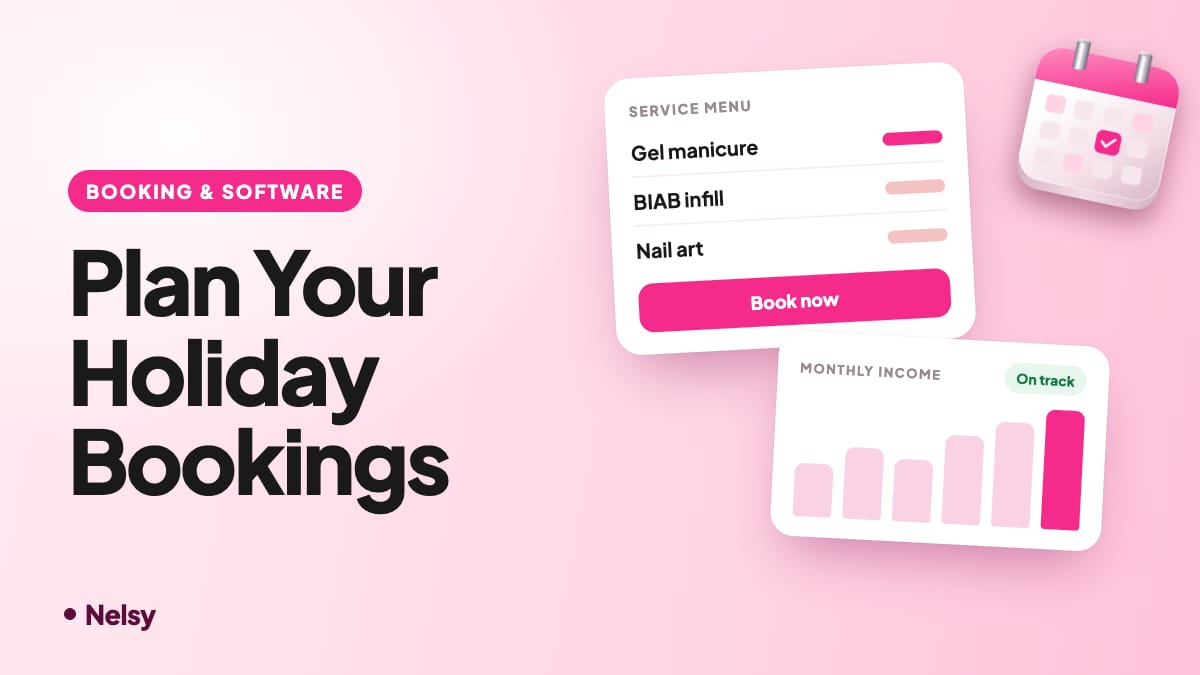 BOOKING & SOFTWARE
Plan Your
Holiday
Bookings
Nelsy
SERVICE MENU
Gel manicure
BIAB infill
Nail art
Book now
MONTHLY INCOME
On track